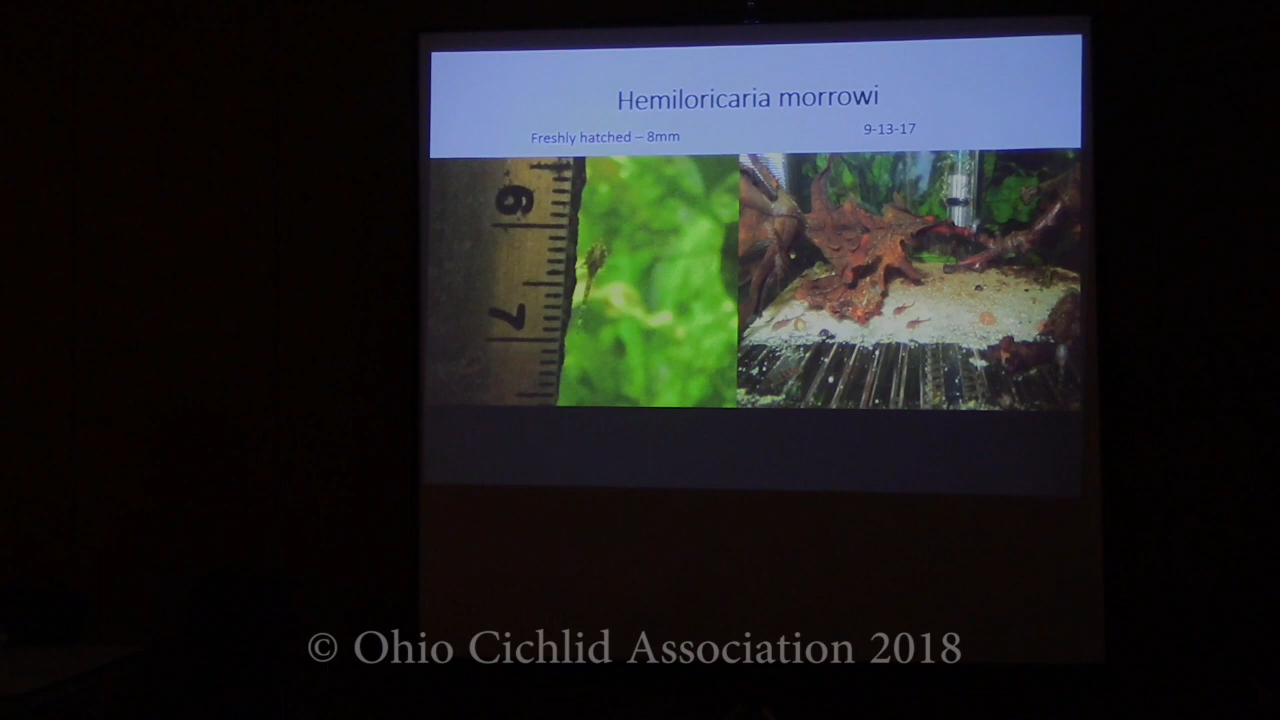 Hemiloricaria morrowi
Freshly hatched – 8mm
9-13-17
6
7
© Ohio Cichlid Association 2018